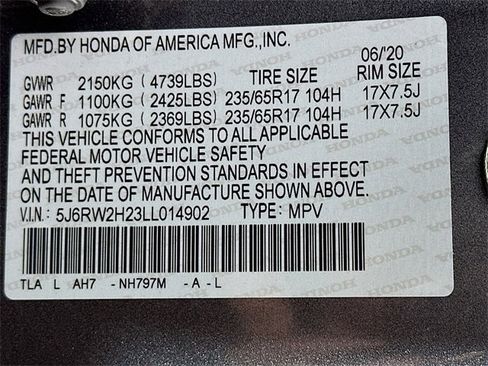 MFD.BY HONDA OF AMERICA MFG.,INC.
06/'20
GVWR 2150KG ( 4739LBS) TIRE SIZE RIM SIZE
GAWR F 1100KG ( 2425LBS) 235/65R17 104H 17X7.5J
GAWR R 1075KG ( 2369LBS) 235/65R17 104H 17X7.5J
THIS VEHICLE CONFORMS TO ALL APPLICABLE
FEDERAL MOTOR VEHICLE SAFETY
AND THEFT PREVENTION STANDARDS IN EFFECT
ON THE DATE OF MANUFACTURE SHOWN ABOVE.
V.I.N: 5J6RW2H23LL014902 TYPE: MPV
TLA L AH7 -NH797M -A-L